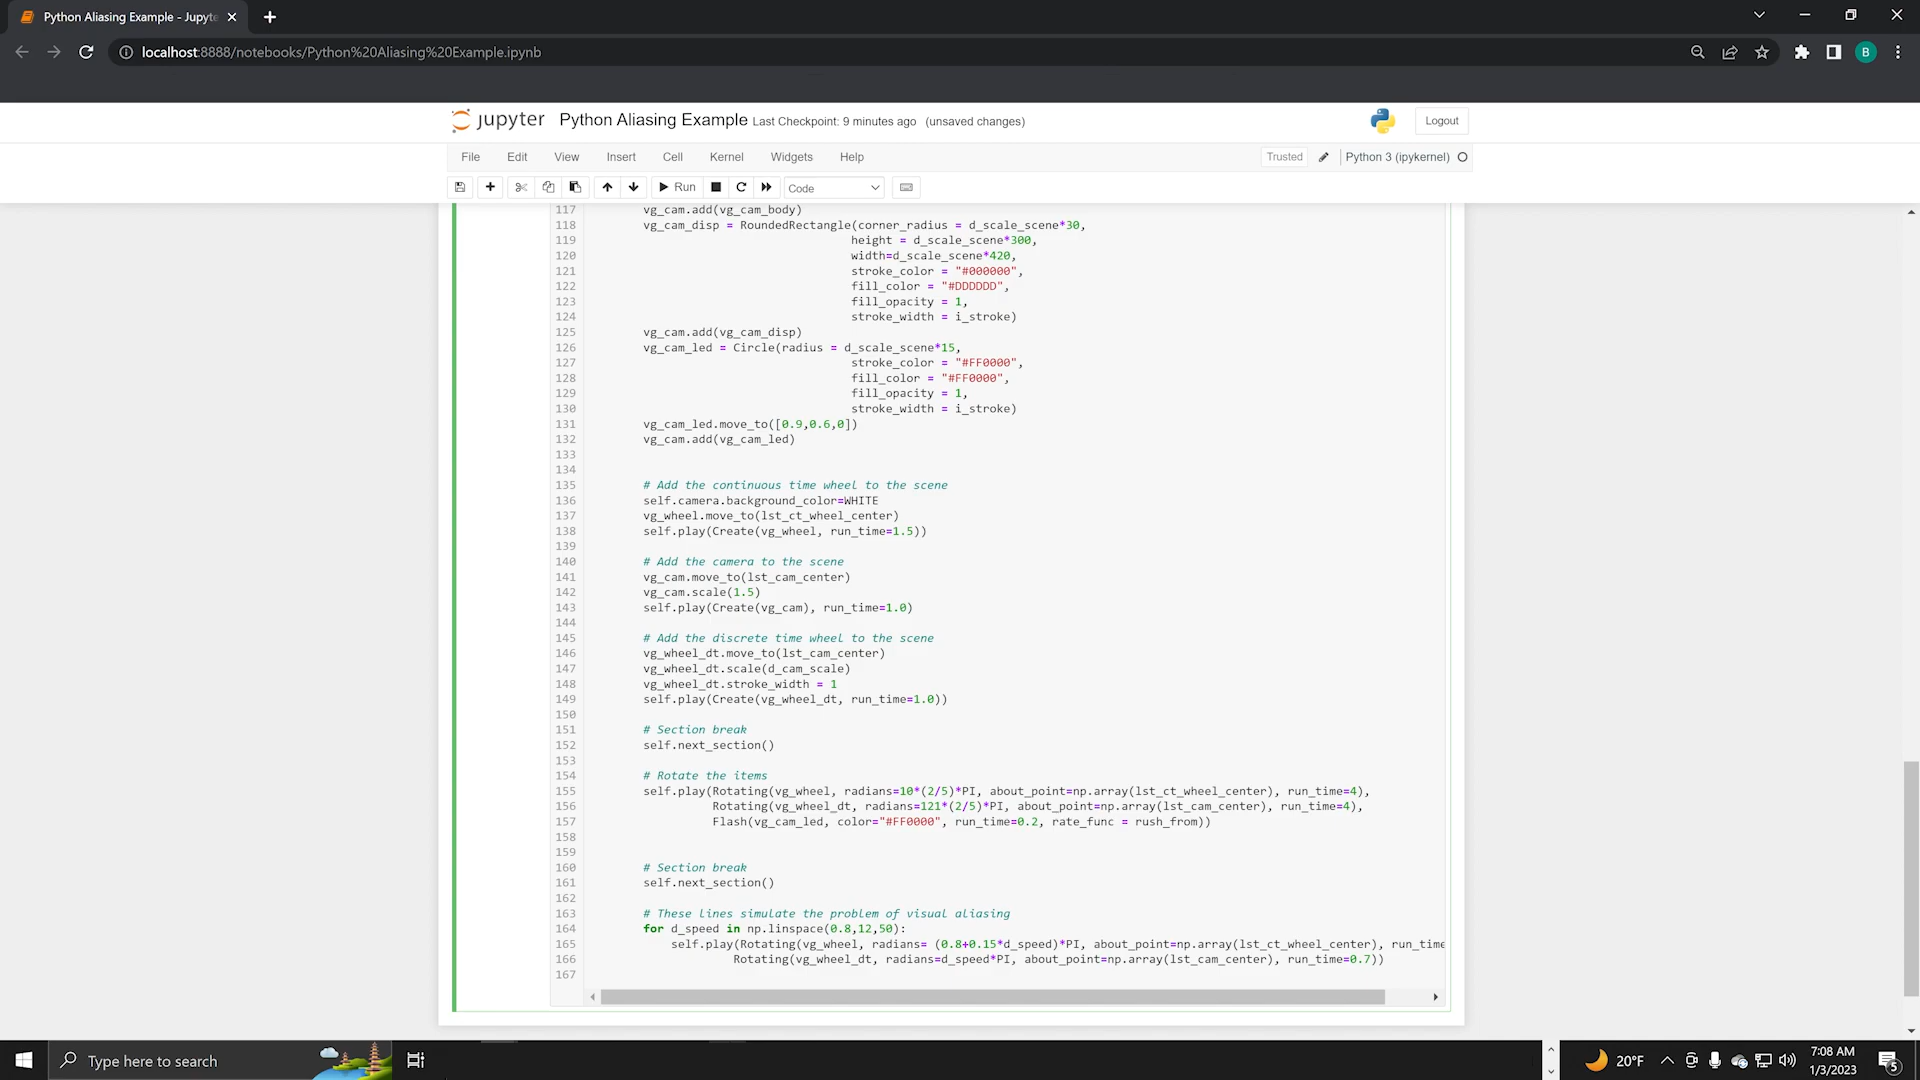 Python Aliasing Example - Jupyte
localhost:8888/notebooks/Python%20Aliasing%20Example.ipynb
B
jupyter Python Aliasing Example Last Checkpoint: 9 minutes ago (unsaved changes)
Logout
File Edit View Insert Cell Kernel Widgets Help
Trusted Python 3 (ipykernel)
Run Code
117 vg_cam.add(vg_cam_body)
118 vg_cam_disp = RoundedRectangle(corner_radius = d_scale_scene*30,
119 height = d_scale_scene*300,
120 width=d_scale_scene*420,
121 stroke_color = "#000000",
122 fill_color = "#DDDDDD",
123 fill_opacity = 1,
124 stroke_width = i_stroke)
125 vg_cam.add(vg_cam_disp)
126 vg_cam_led = Circle(radius = d_scale_scene*15,
127 stroke_color = "#FF0000",
128 fill_color = "#FF0000",
129 fill_opacity = 1,
130 stroke_width = i_stroke)
131 vg_cam_led.move_to([0.9,0.6,0])
132 vg_cam.add(vg_cam_led)
133
134
135 # Add the continuous time wheel to the scene
136 self.camera.background_color=WHITE
137 vg_wheel.move_to(lst_ct_wheel_center)
138 self.play(Create(vg_wheel, run_time=1.5))
139
140 # Add the camera to the scene
141 vg_cam.move_to(lst_cam_center)
142 vg_cam.scale(1.5)
143 self.play(Create(vg_cam), run_time=1.0)
144
145 # Add the discrete time wheel to the scene
146 vg_wheel_dt.move_to(lst_cam_center)
147 vg_wheel_dt.scale(d_cam_scale)
148 vg_wheel_dt.stroke_width = 1
149 self.play(Create(vg_wheel_dt, run_time=1.0))
150
151 # Section break
152 self.next_section()
153
154 # Rotate the items
155 self.play(Rotating(vg_wheel, radians=10*(2/5)*PI, about_point=np.array(lst_ct_wheel_center), run_time=4),
156 Rotating(vg_wheel_dt, radians=121*(2/5)*PI, about_point=np.array(lst_cam_center), run_time=4),
157 Flash(vg_cam_led, color="#FF0000", run_time=0.2, rate_func = rush_from))
158
159
160 # Section break
161 self.next_section()
162
163 # These lines simulate the problem of visual aliasing
164 for d_speed in np.linspace(0.8,12,50):
165 self.play(Rotating(vg_wheel, radians= (0.8+0.15*d_speed)*PI, about_point=np.array(lst_ct_wheel_center), run_time
166 Rotating(vg_wheel_dt, radians=d_speed*PI, about_point=np.array(lst_cam_center), run_time=0.7))
167
Type here to search
20°F
7:08 AM
1/3/2023
5